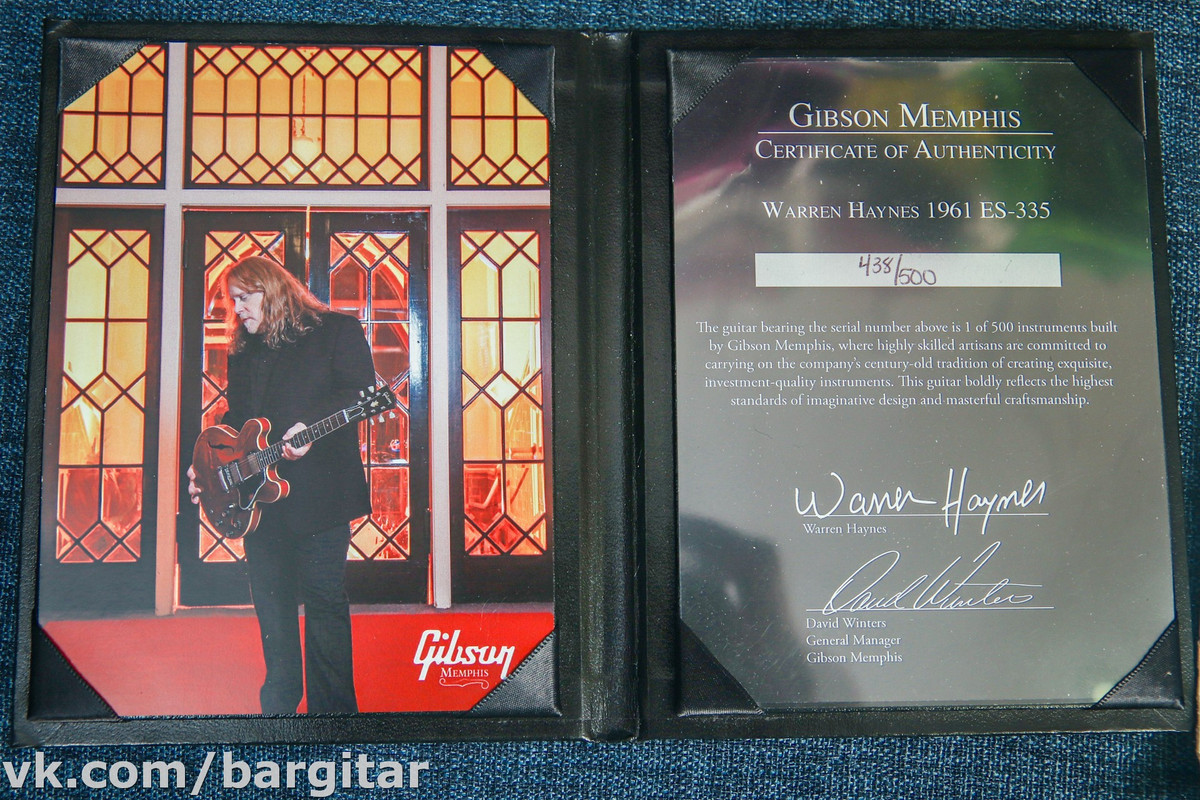 Gibson
MEMPHIS
GIBSON MEMPHIS
CERTIFICATE OF AUTHENTICITY
WARREN HAYNES 1961 ES-335
438/500
The guitar bearing the serial number above is 1 of 500 instruments built
by Gibson Memphis, where highly skilled artisans are committed to
carrying on the company's century-old tradition of creating exquisite,
investment-quality instruments. This guitar boldly reflects the highest
standards of imaginative design and masterful craftsmanship.
Warren Haynes
Warren Haynes
David Winters
David Winters
General Manager
Gibson Memphis
vk.com/bargitar